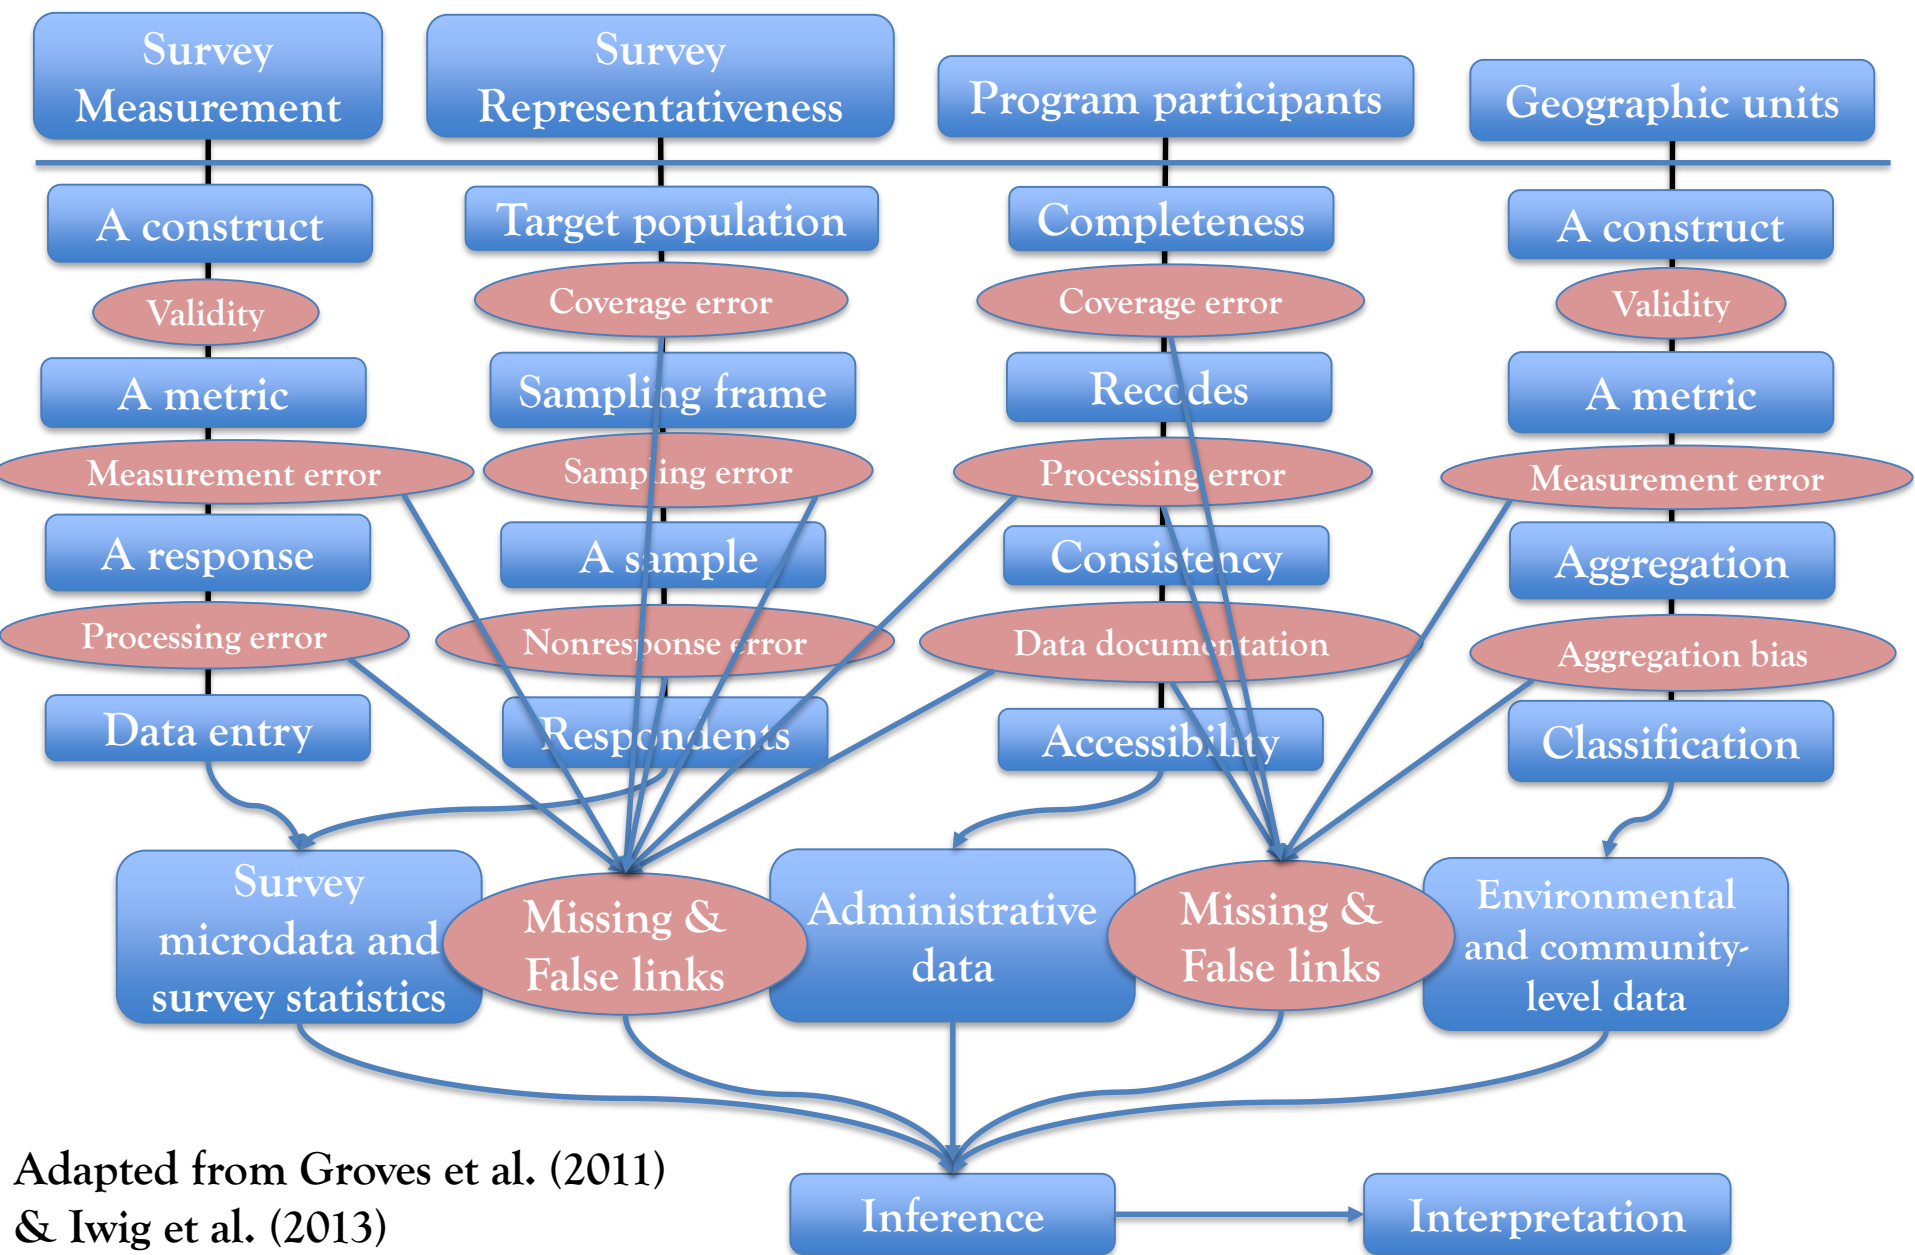 Survey
Measurement
Survey
Representativeness
Program participants
Geographic units
A construct
Target population
Completeness
A construct
Validity
Coverage error
Coverage error
Validity
A metric
Sampling frame
Recodes
A metric
Measurement error
Sampling error
Processing error
Measurement error
A response
A sample
Consistency
Aggregation
Processing error
Nonresponse error
Data documentation
Aggregation bias
Data entry
Respondents
Accessibility
Classification
Survey
microdata and
survey statistics
Missing &
False links
Administrative
data
Missing &
False links
Environmental
and community-
level data
Adapted from Groves et al. (2011)
& Iwig et al. (2013)
Inference
Interpretation